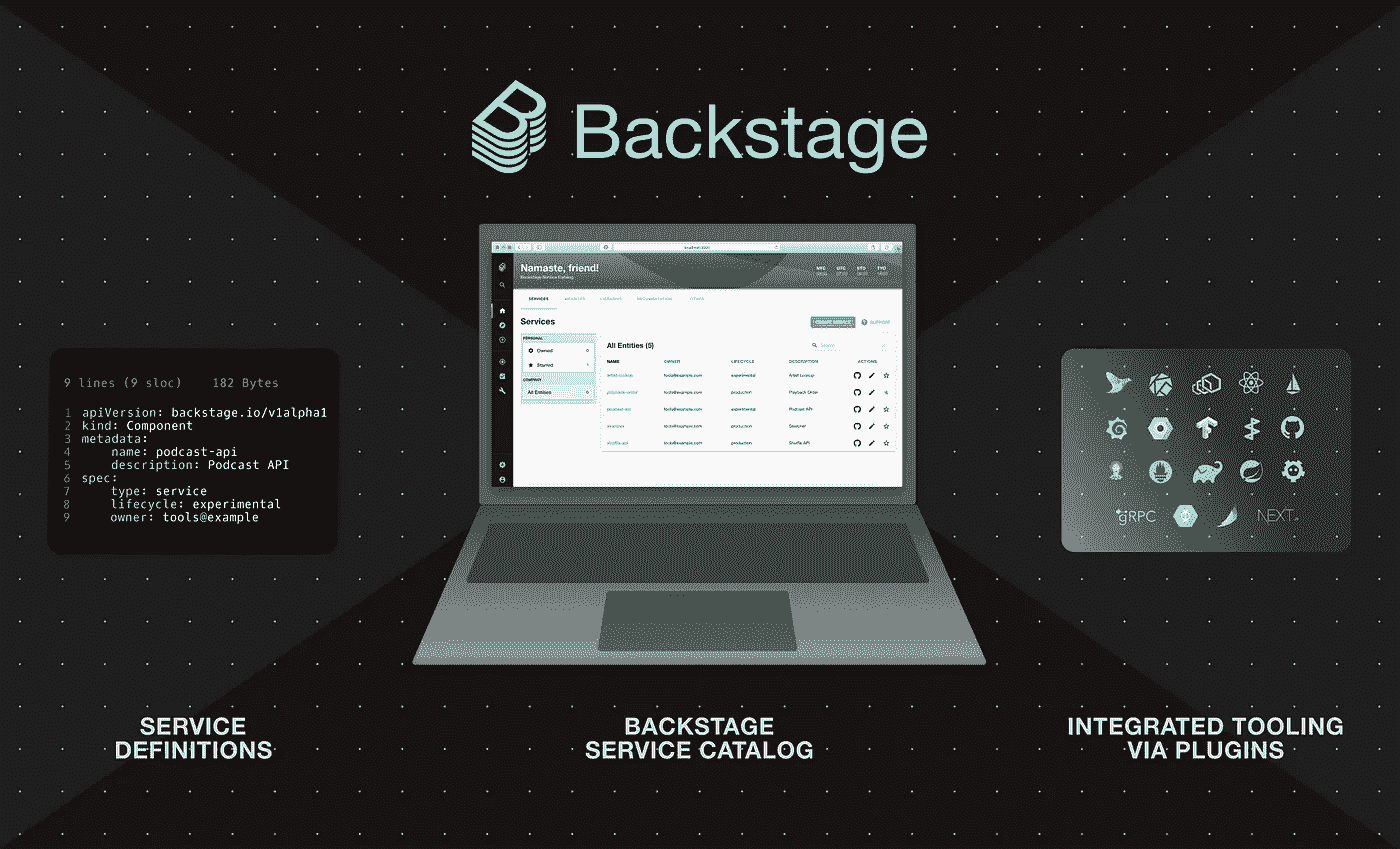 Backstage
Namaste, friend!
Backstage Service Catalog
NYC UTC STO TYO
SERVICES
Services
CREATE SERVICE
SUPPORT
PERSONAL
Owned
Starred
COMPANY
All Entities
All Entities (5)
Search
NAME OWNER LIFECYCLE DESCRIPTION ACTIONS
artist-lookup tools@example.com experimental Artist Lookup
playback-order tools@example.com production Playback Order
podcast-api tools@example.com experimental Podcast API
tools@example.com production Searcher
shuffle-api tools@example.com production Shuffle API
9 lines (9 sloc) 182 Bytes
1 apiVersion: backstage.io/v1alpha1
2 kind: Component
3 metadata:
4 name: podcast-api
5 description: Podcast API
6 spec:
7 type: service
8 lifecycle: experimental
9 owner: tools@example
gRPC
NEXT
SERVICE
DEFINITIONS
BACKSTAGE
SERVICE CATALOG
INTEGRATED TOOLING
VIA PLUGINS